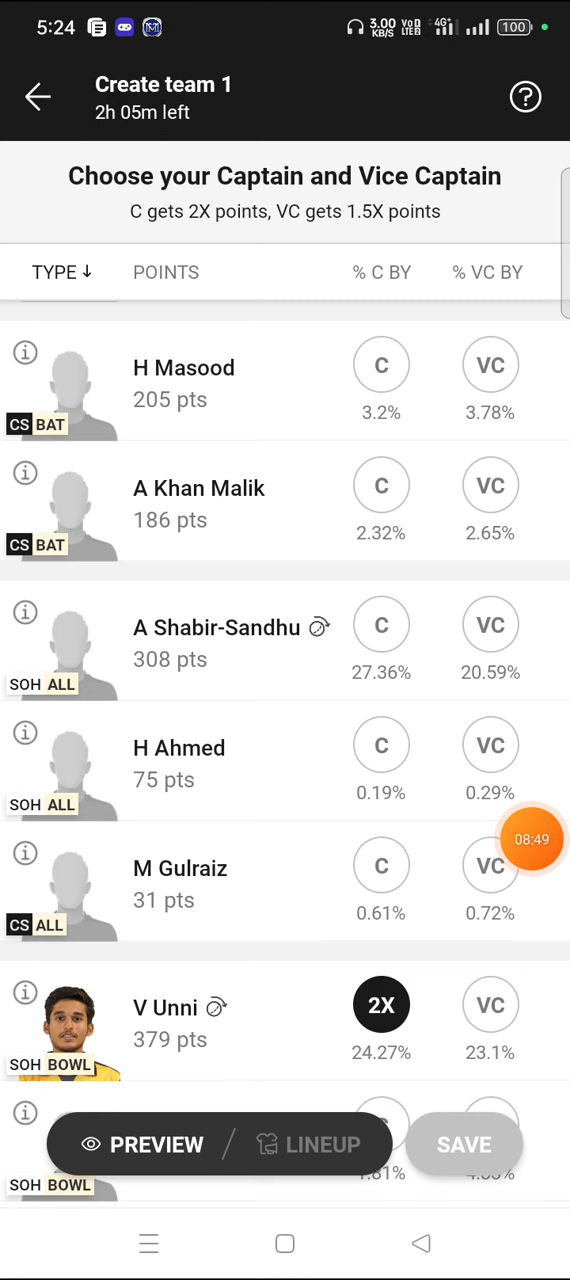 5:24 3.00 KB/S VoD LTE2 4G+ 100
Create team 1
2h 05m left
Choose your Captain and Vice Captain
C gets 2X points, VC gets 1.5X points
TYPE ↓ POINTS % C BY % VC BY
H Masood C VC
205 pts
CS BAT 3.2% 3.78%
A Khan Malik C VC
186 pts
CS BAT 2.32% 2.65%
A Shabir-Sandhu C VC
308 pts
SOH ALL 27.36% 20.59%
H Ahmed C VC
75 pts
SOH ALL 0.19% 0.29%
08:49
M Gulraiz C VC
31 pts
CS ALL 0.61% 0.72%
V Unni 2X VC
379 pts
SOH BOWL 24.27% 23.1%
PREVIEW / LINEUP SAVE
SOH BOWL